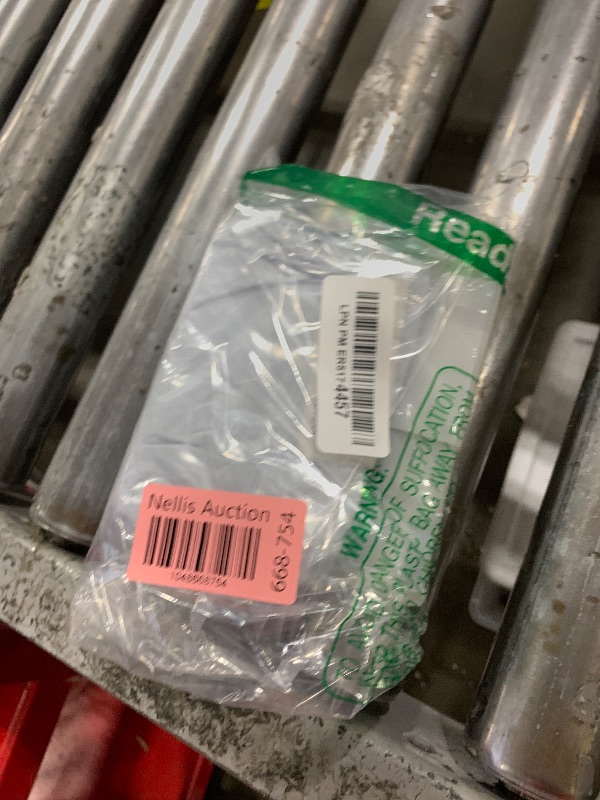 Read
LPN PM ER8174457
WARNING:
TO AVOID DANGER OF SUFFOCATION,
THIS PLASTIC BAG AWAY FROM
Nellis Auction
668-754
1048668754